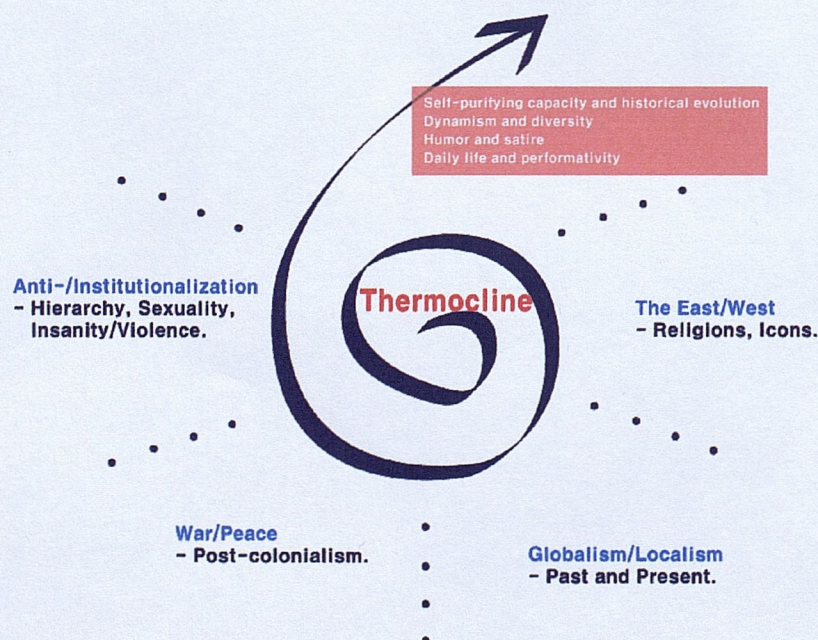 Self-purifying capacity and historical evolution
Dynamism and diversity
Humor and satire
Daily life and performativity
Thermocline
Anti-/Institutionalization
- Hierarchy, Sexuality,
Insanity/Violence.
The East/West
- Religions, Icons.
War/Peace
- Post-colonialism.
Globalism/Localism
- Past and Present.